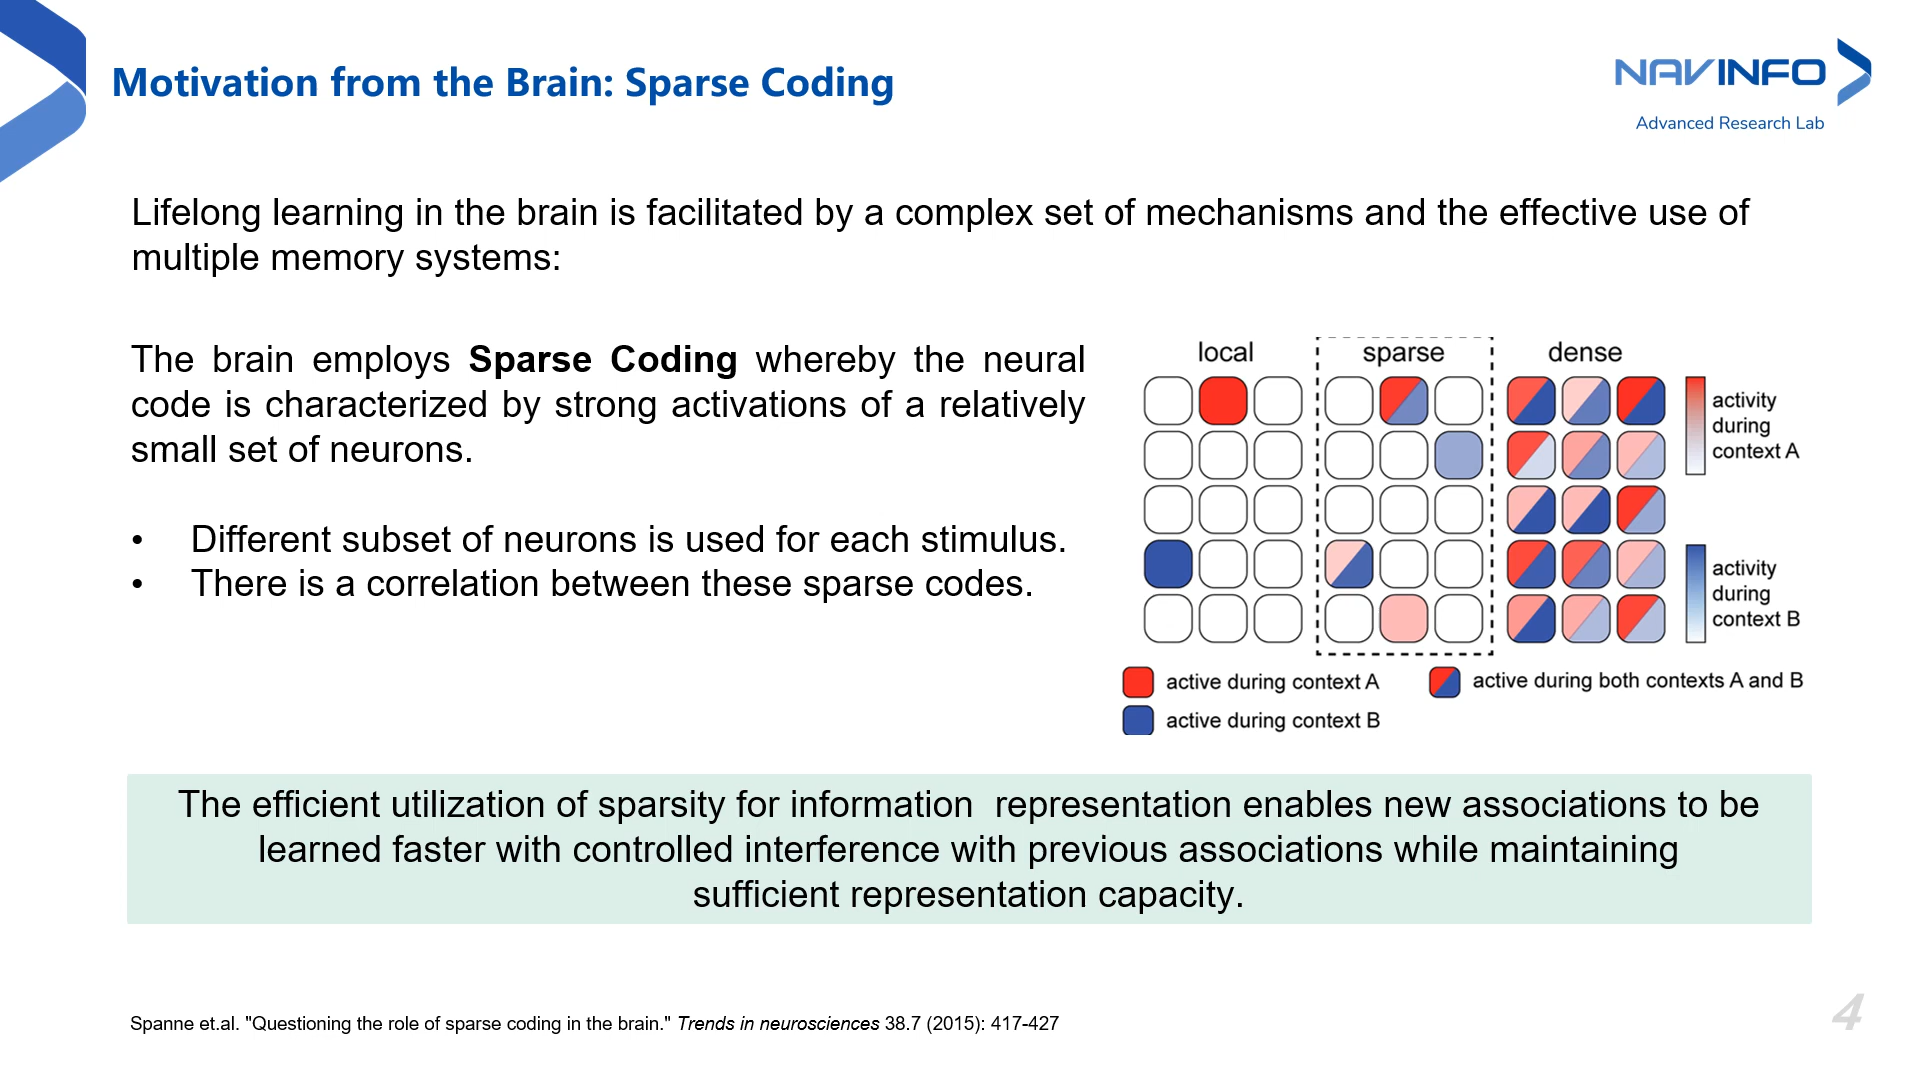 Motivation from the Brain: Sparse Coding
NAVINFO
Advanced Research Lab
Lifelong learning in the brain is facilitated by a complex set of mechanisms and the effective use of
multiple memory systems:
The brain employs Sparse Coding whereby the neural
code is characterized by strong activations of a relatively
small set of neurons.
• Different subset of neurons is used for each stimulus.
• There is a correlation between these sparse codes.
local sparse dense
activity
during
context A
activity
during
context B
active during context A
active during both contexts A and B
active during context B
The efficient utilization of sparsity for information  representation enables new associations to be
learned faster with controlled interference with previous associations while maintaining
sufficient representation capacity.
Spanne et.al. "Questioning the role of sparse coding in the brain." Trends in neurosciences 38.7 (2015): 417-427
4